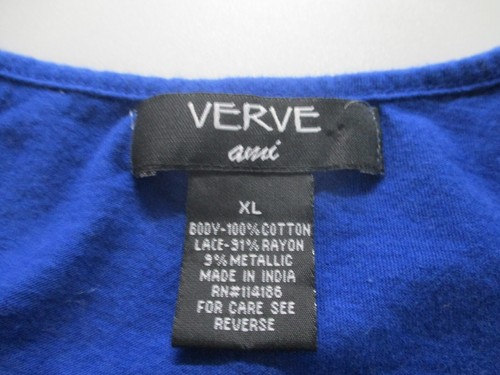 VERVE
ami
XL
BODY-100% COTTON
LACE-91% RAYON
9% METALLIC
MADE IN INDIA
RN#114186
FOR CARE SEE
REVERSE